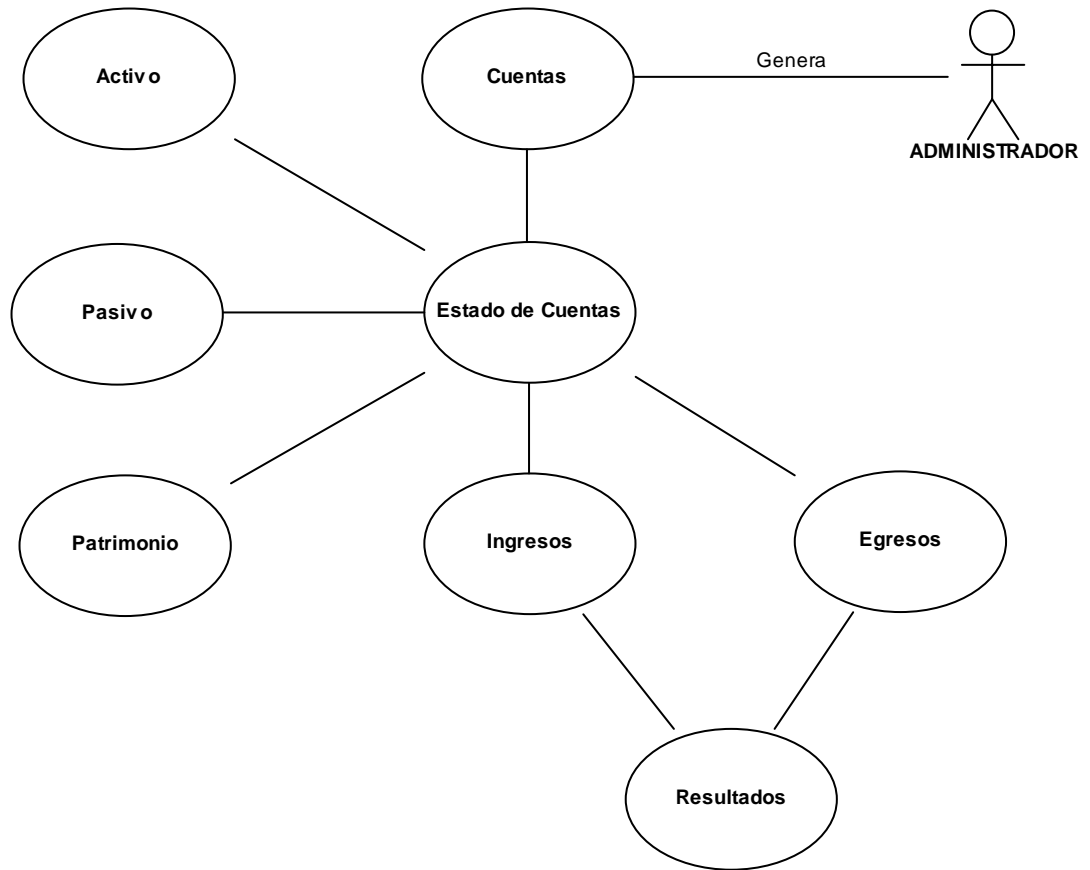 Activo
Cuentas
Genera
ADMINISTRADOR
Pasivo
Estado de Cuentas
Patrimonio
Ingresos
Egresos
Resultados